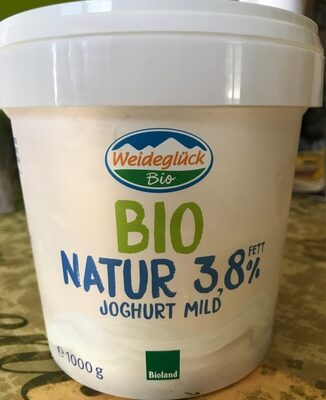 Weideglück
Bio
BIO
NATUR 3,8% FETT
JOGHURT MILD
e 1000 g
Bioland